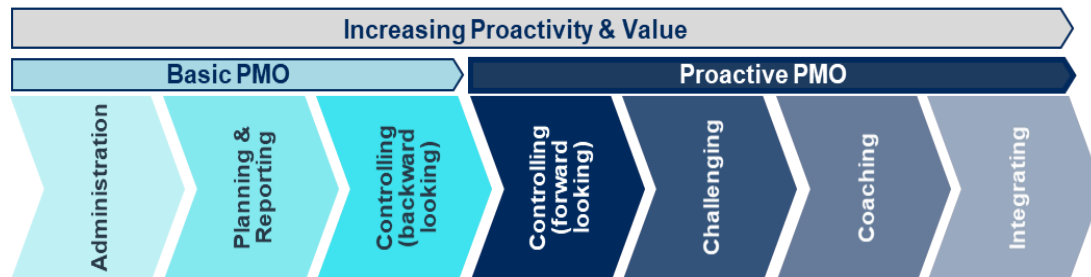 Increasing Proactivity & Value
Basic PMO
Proactive PMO
Administration
Planning &
Reporting
Controlling
(backward
looking)
Controlling
(forward
looking)
Challenging
Coaching
Integrating